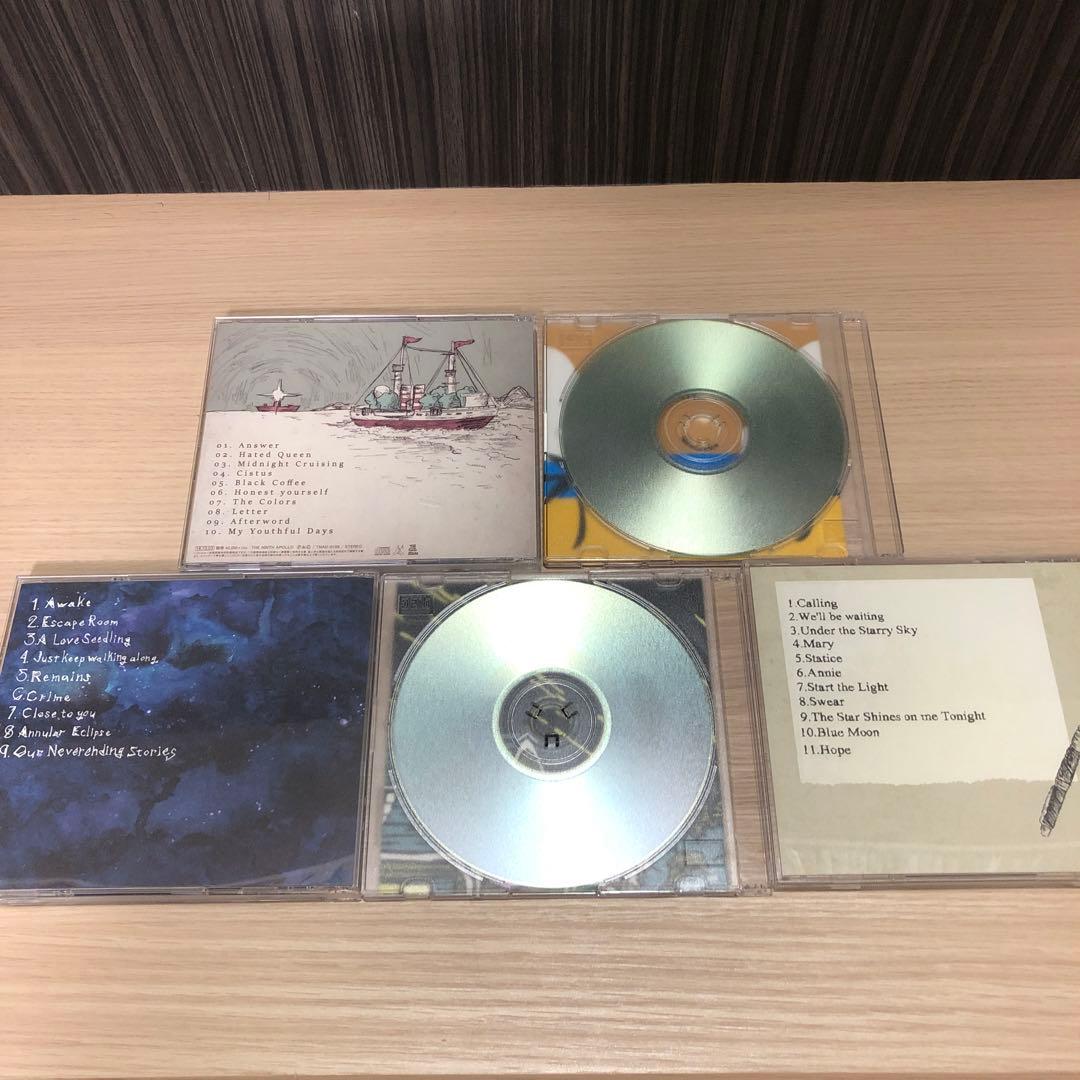 01. Answer
02. Hated Queen
03. Midnight Cruising
04. Cistus
05. Black Coffee
06. Honest yourself
07. The Colors
08. Letter
09. Afterword
10. My Youthful Days
1. Awake
2. Escape Room
3. A Love Seedling
4. Just keep walking along
5. Remains
6. Crime
7. Close to you
8 Annular Eclipse
9. Our Neverending Stories
1.Calling
2.We'll be waiting
3.Under the Starry Sky
4.Mary
5.Statice
6.Annie
7.Start the Light
8.Swear
9.The Star Shines on me Tonight
10.Blue Moon
11.Hope